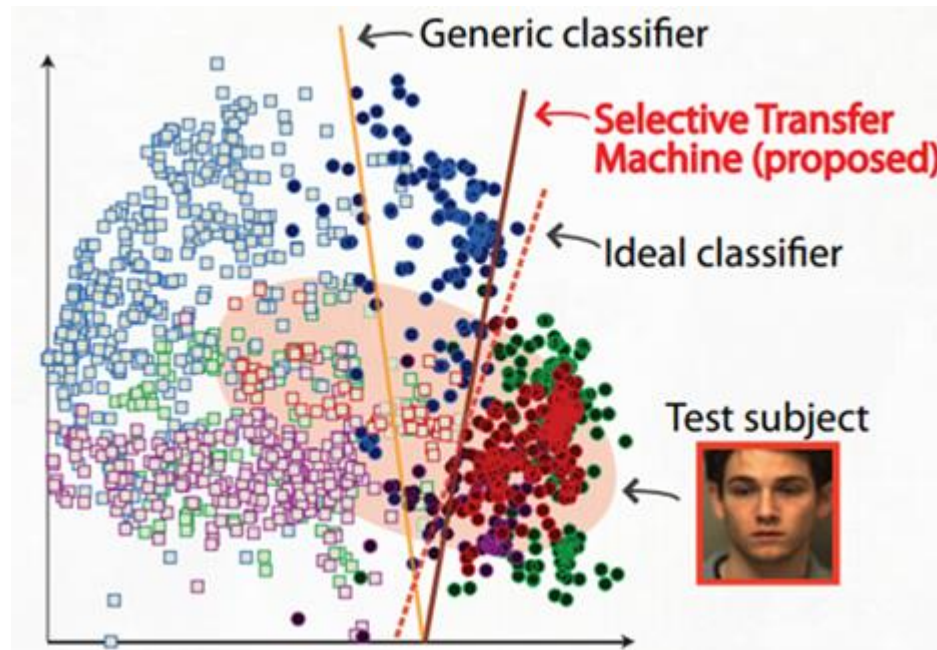 Generic classifier
Selective Transfer
Machine (proposed)
Ideal classifier
Test subject